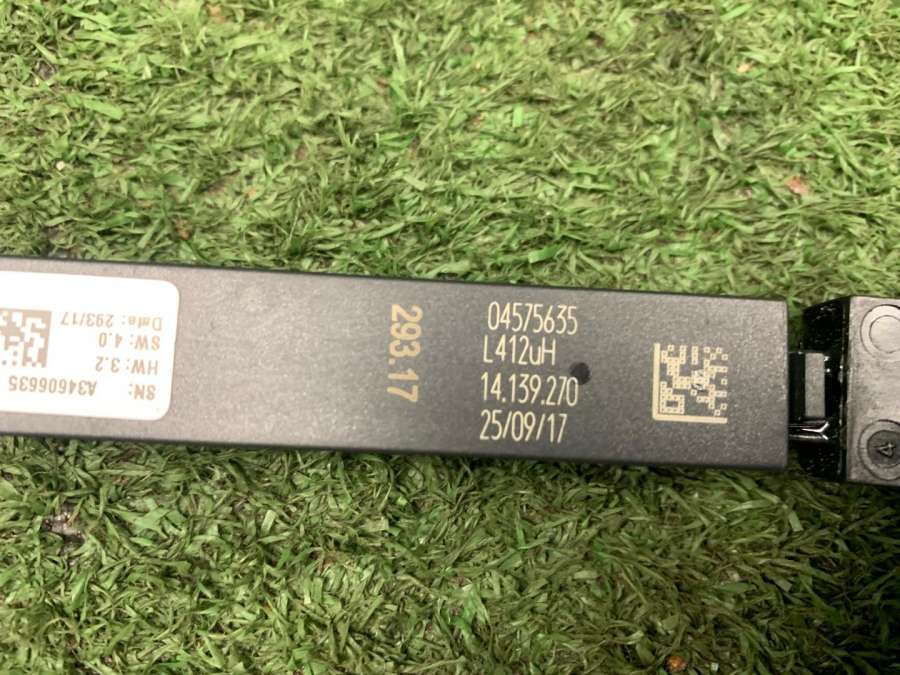 SN: A34606635
HW: 3.2
SW: 4.0
Date: 293/17
293.17
04575635
L412uH
14.139.270
25/09/17